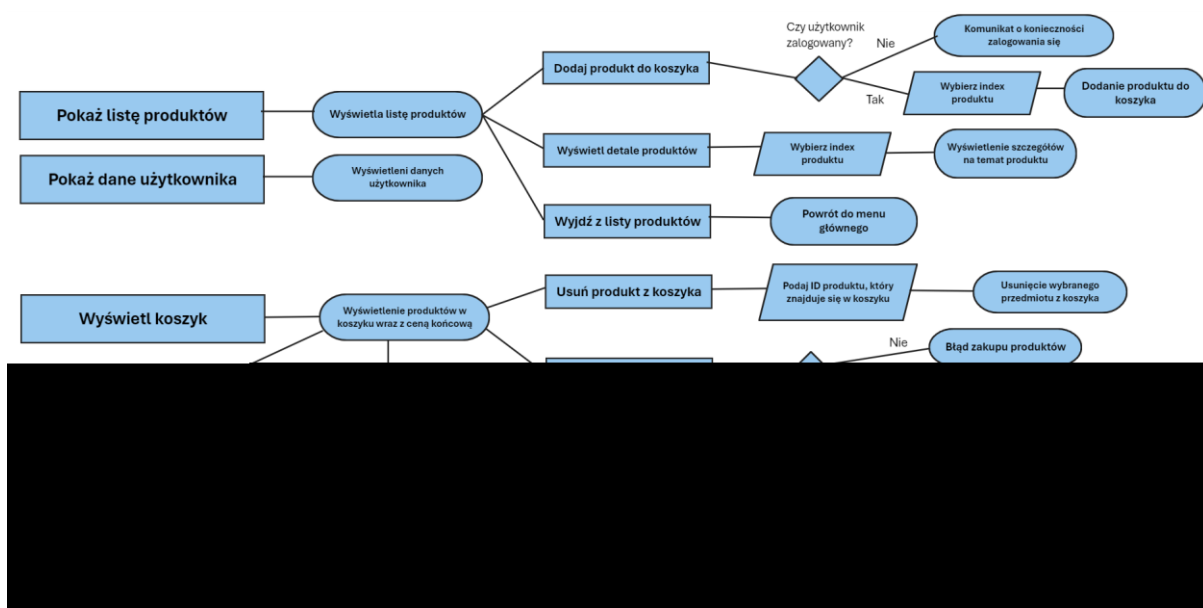 Czy użytkownik
zalogowany?
Nie
Komunikat o konieczności
zalogowania się
Dodaj produkt do koszyka
Tak
Wybierz index
produktu
Dodanie produktu do
koszyka
Pokaż listę produktów
Wyświetla listę produktów
Wyświetl detale produktów
Wybierz index
produktu
Wyświetlenie szczegółów
na temat produktu
Pokaż dane użytkownika
Wyświetleni danych
użytkownika
Wyjdź z listy produktów
Powrót do menu
głównego
Wyświetl koszyk
Wyświetlenie produktów w
koszyku wraz z ceną końcową
Usuń produkt z koszyka
Podaj ID produktu, który
znajduje się w koszyku
Usunięcie wybranego
przedmiotu z koszyka
Nie
Błąd zakupu produktów